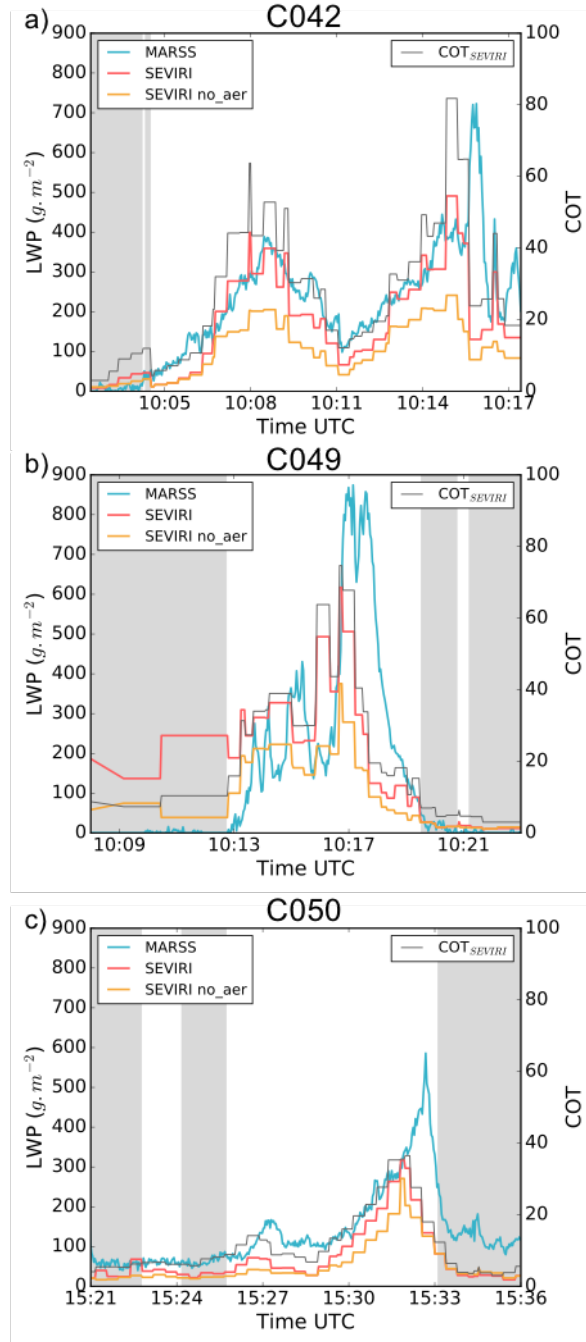 a) C042
900
800
700
600
500
400
300
200
100
0
LWP (g.m⁻²)
MARSS
SEVIRI
SEVIRI no_aer
COT_SEVIRI
100
80
60
40
20
0
COT
10:05 10:08 10:11 10:14 10:17
Time UTC
b) C049
900
800
700
600
500
400
300
200
100
0
LWP (g.m⁻²)
MARSS
SEVIRI
SEVIRI no_aer
COT_SEVIRI
100
80
60
40
20
0
COT
10:09 10:13 10:17 10:21
Time UTC
c) C050
900
800
700
600
500
400
300
200
100
0
LWP (g.m⁻²)
MARSS
SEVIRI
SEVIRI no_aer
COT_SEVIRI
100
80
60
40
20
0
COT
15:21 15:24 15:27 15:30 15:33 15:36
Time UTC